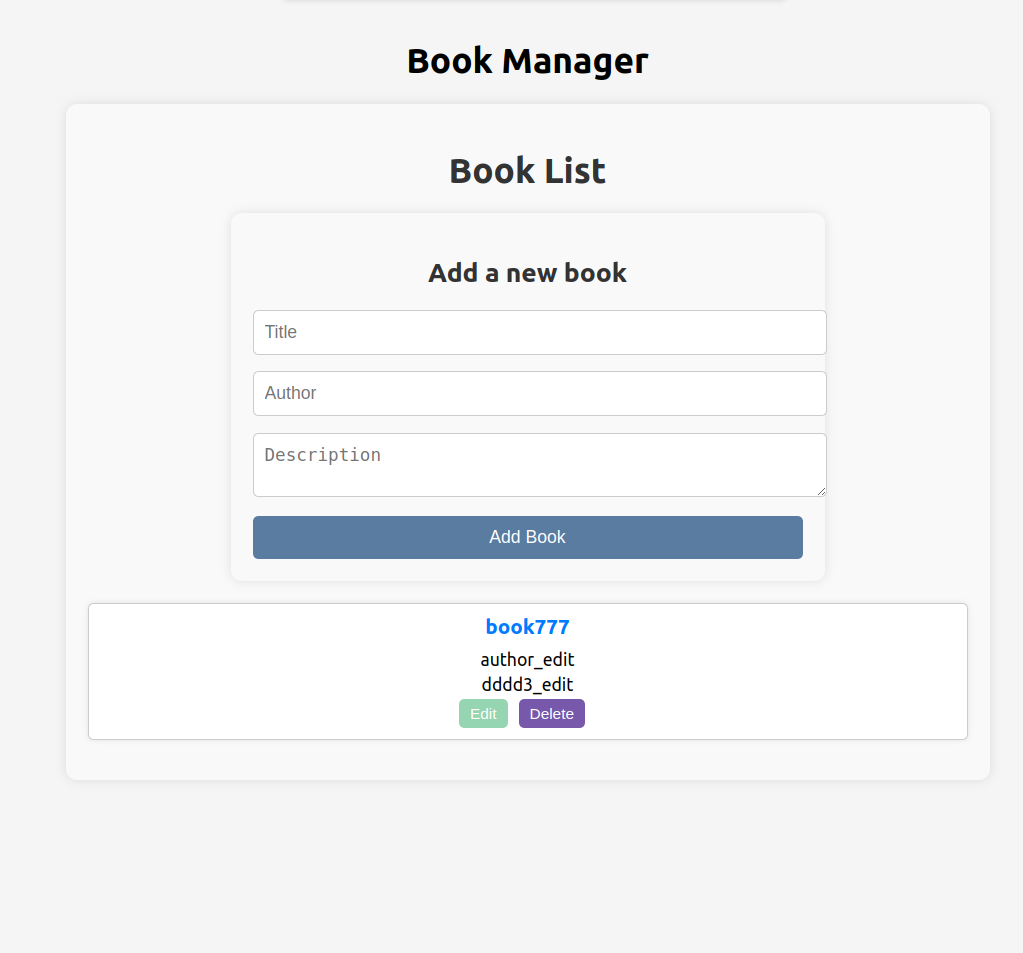 Book Manager
Book List
Add a new book
Title
Author
Description
Add Book
book777
author_edit
dddd3_edit
Edit Delete